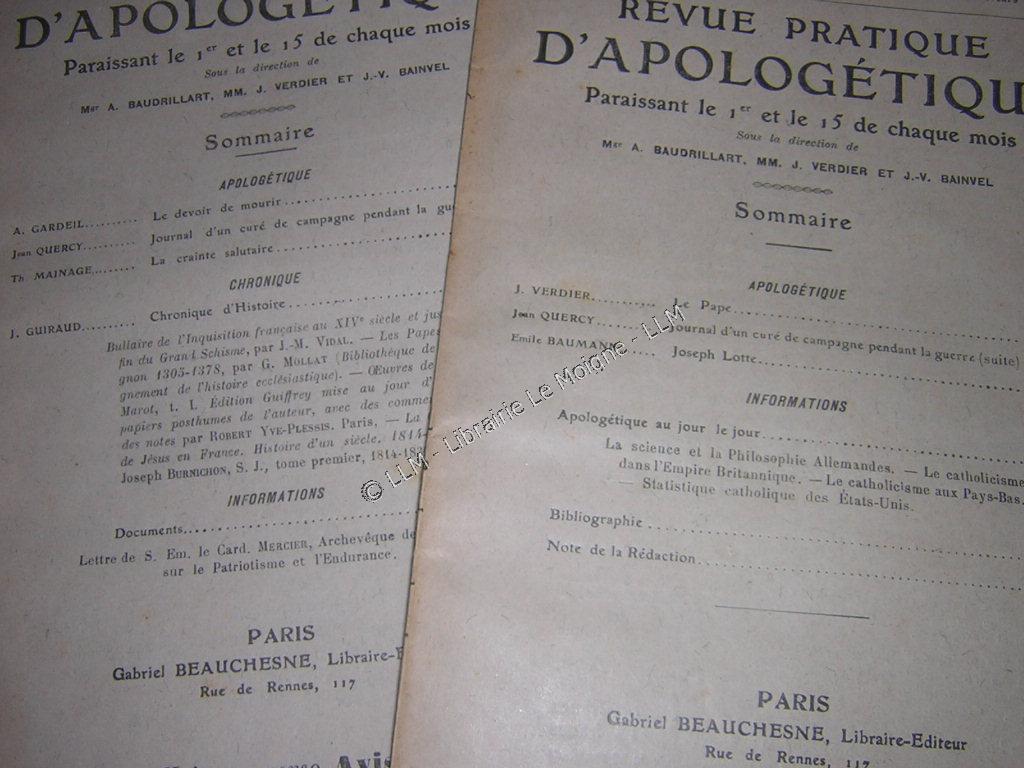 D'APOLOGÉTIQ
Paraissant le 1er et le 15 de chaque mois
Sous la direction de
Mgr A. BAUDRILLART, MM. J. VERDIER ET J.-V. BAINVEL
Sommaire
APOLOGÉTIQUE
A. GARDEIL......... Le devoir de mourir
Jean QUERCY.......... Journal d'un curé de campagne pendant la gu
Th. MAINAGE........ La crainte salutaire
CHRONIQUE
J. GUIRAUD.......... Chronique d'Histoire
Bullaire de l'Inquisition française au XIVe siècle et jus
fin du Grand Schisme, par J.-M. VIDAL. — Les Pape
gnon 1305-1378, par G. MOLLAT (Bibliothèque de
gnement de l'histoire ecclésiastique). — Œuvres de
Marot, t. I. Édition Guiffrey mise au jour d'
papiers posthumes de l'auteur, avec des comme
des notes par ROBERT YVE-PLESSIS. Paris, — La
de Jésus en France. Histoire d'un siècle. 1814-
Joseph BURNICHON, S. J., tome premier, 1814-18
INFORMATIONS
Documents
Lettre de S. Em. le Card. MERCIER, Archevêque de
sur le Patriotisme et l'Endurance.
PARIS
Gabriel BEAUCHESNE, Libraire-E
Rue de Rennes, 117
Avis
REVUE PRATIQUE
D'APOLOGÉTIQU
Paraissant le 1er et le 15 de chaque mois
Sous la direction de
Mgr A. BAUDRILLART, MM. J. VERDIER ET J.-V. BAINVEL
Sommaire
APOLOGÉTIQUE
J. VERDIER........... Le Pape
Jean QUERCY....... Journal d'un curé de campagne pendant la guerre (suite)
Emile BAUMANN...... Joseph Lotte
INFORMATIONS
Apologétique au jour le jour
La science et la Philosophie Allemandes. — Le catholicisme
dans l'Empire Britannique. — Le catholicisme aux Pays-Bas.
— Statistique catholique des États-Unis.
Bibliographie
Note de la Rédaction
PARIS
Gabriel BEAUCHESNE, Libraire-Editeur
Rue de Rennes, 117
© LLM - Librairie Le Moigne - LLM